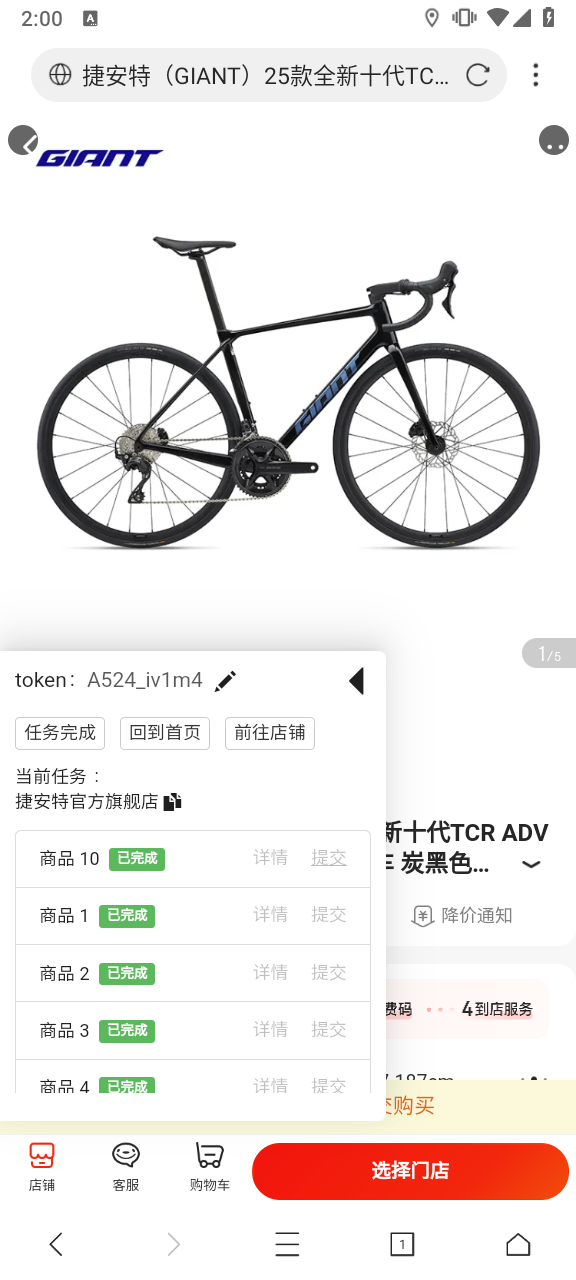 2:00
捷安特（GIANT）25款全新十代TC...
GIANT
GIANT
1/5
token：A524_iv1m4
任务完成 回到首页 前往店铺
当前任务：
捷安特官方旗舰店
新十代TCR ADV
炭黑色...
商品 10 已完成 详情 提交
商品 1 已完成 详情 提交
降价通知
商品 2 已完成 详情 提交
费码 4到店服务
商品 3 已完成 详情 提交
商品 4 已完成 详情 提交
187cm
购买
店铺 客服 购物车 选择门店
1